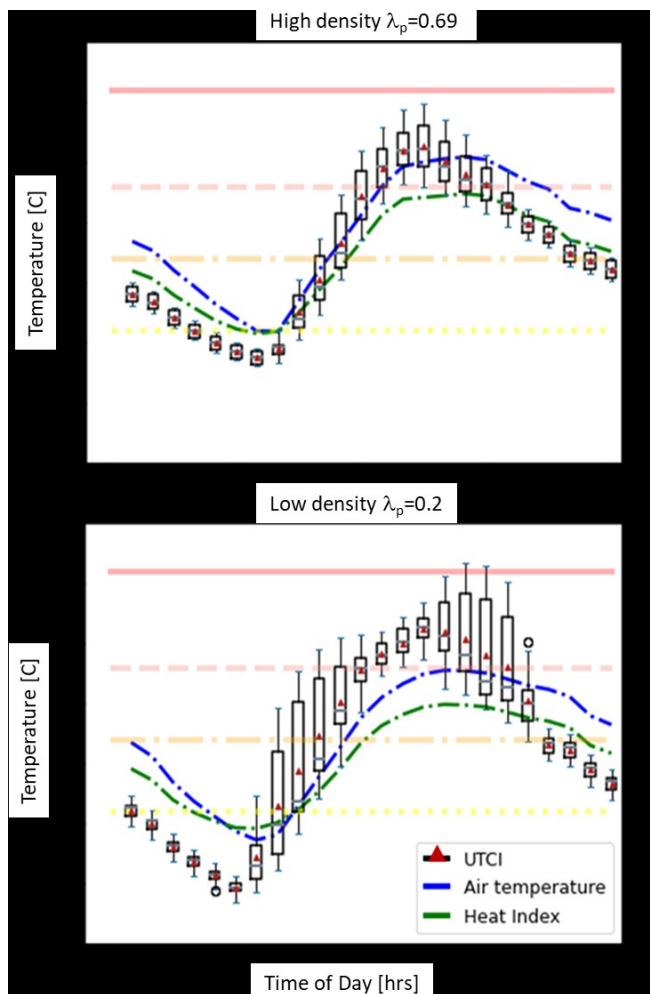 High density λp=0.69
Temperature [C]
Low density λp=0.2
Temperature [C]
UTCI
Air temperature
Heat Index
Time of Day [hrs]